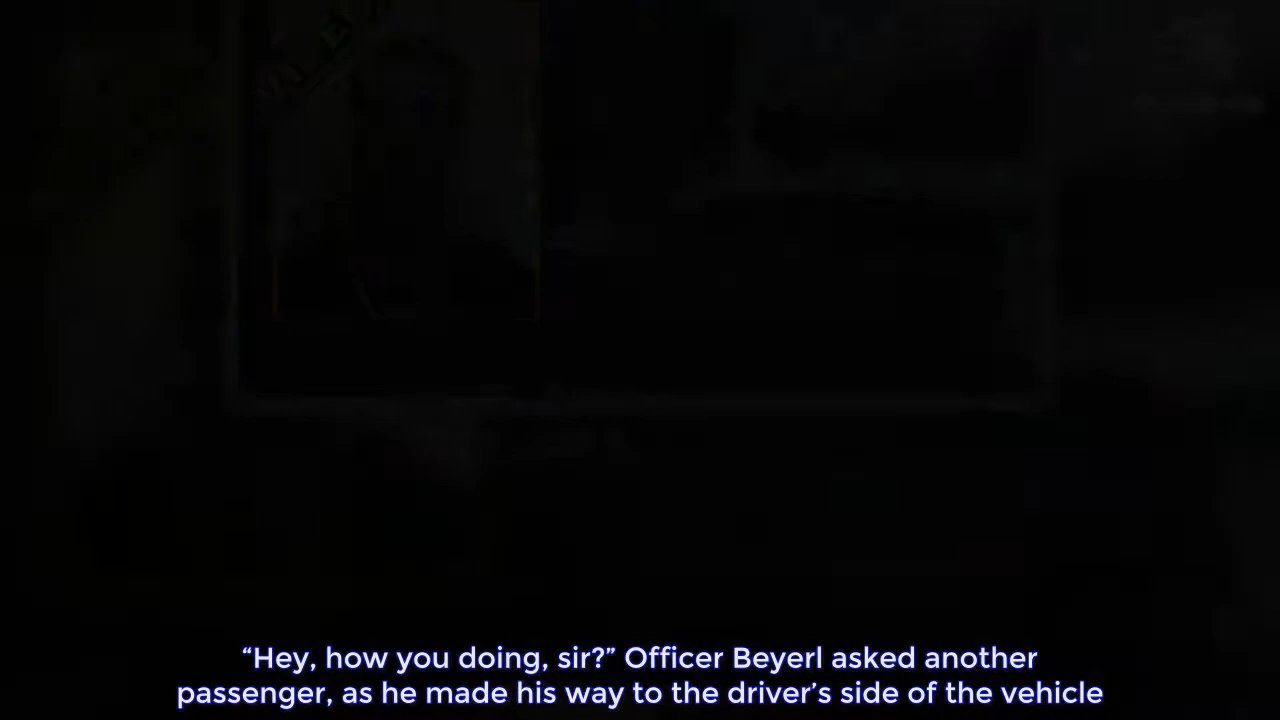 “Hey, how you doing, sir?” Officer Beyerl asked another
passenger, as he made his way to the driver’s side of the vehicle